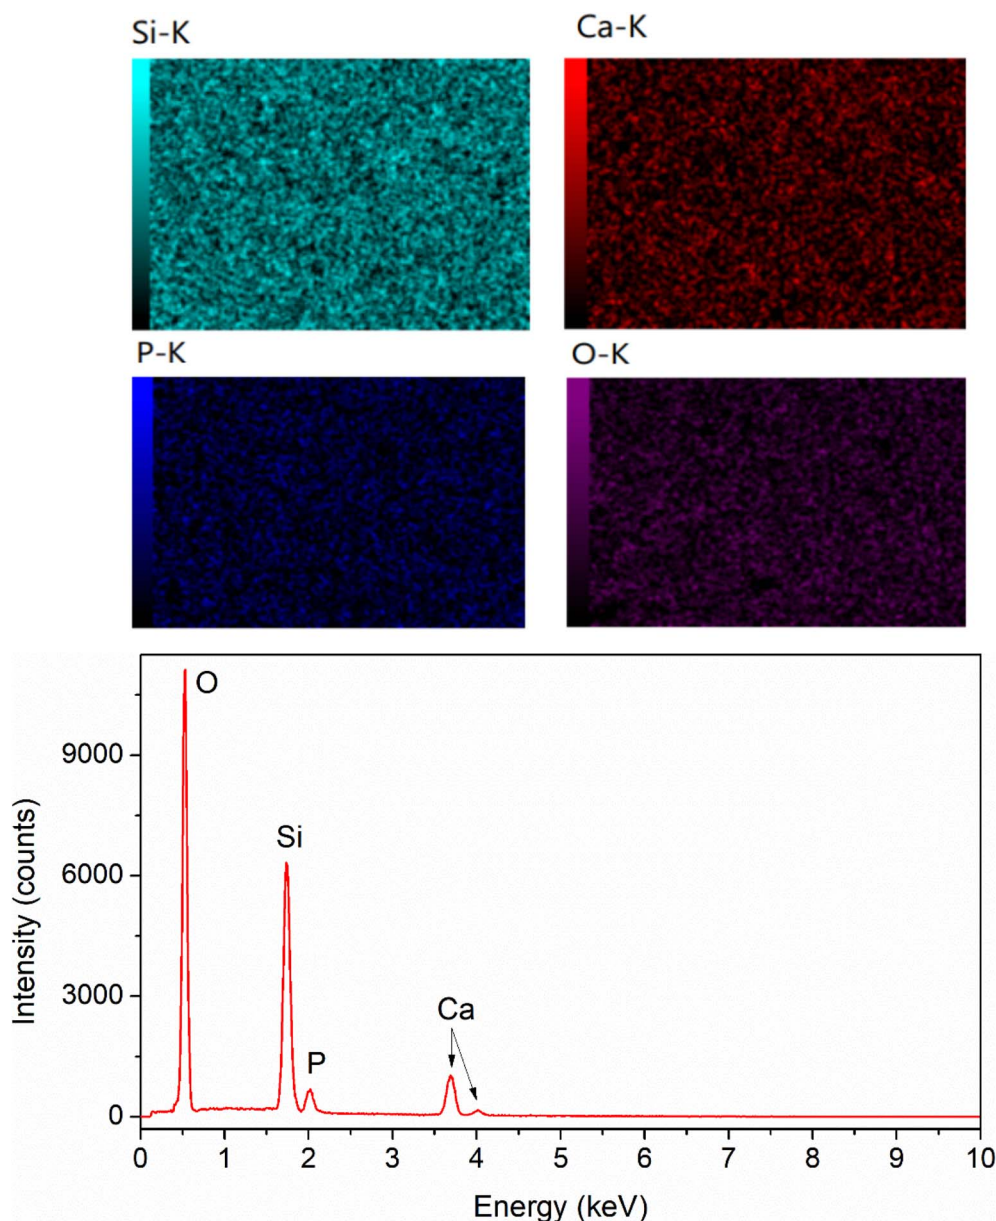 Si-K
Ca-K
P-K
O-K
O
9000
Si
6000
Intensity (counts)
3000
Ca
P
0
0 1 2 3 4 5 6 7 8 9 10
Energy (keV)